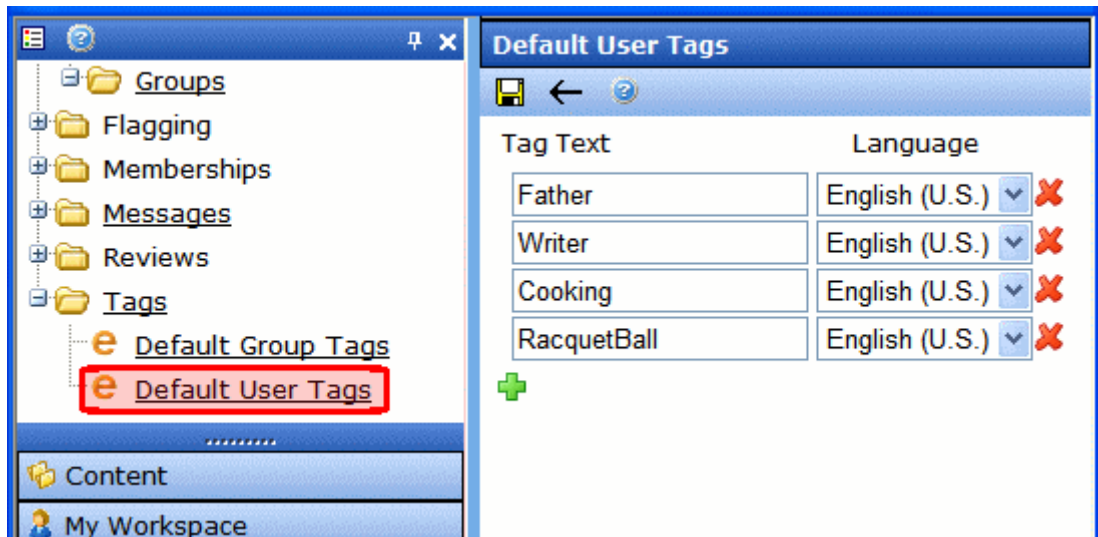 Groups
Flagging
Memberships
Messages
Reviews
Tags
Default Group Tags
Default User Tags
Content
My Workspace
Default User Tags
Tag Text Language
Father English (U.S.)
Writer English (U.S.)
Cooking English (U.S.)
RacquetBall English (U.S.)